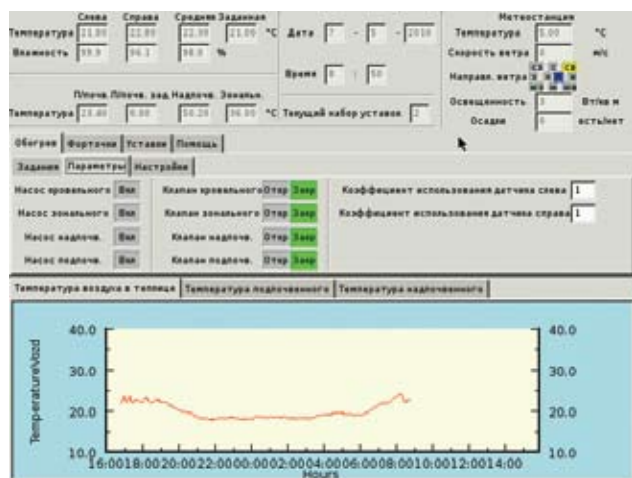 Слева Справа Средняя Заданная
Температура 21.80 22.80 22.30 21.00 °C
Влажность 99.9 96.1 98.0 %
П/почв. П/почв. зад. Надпочв. Зональн.
Температура 23.40 0.00 50.20 36.00 °C
Дата 7 - 5 - 2010
Время 8 : 50
Текущий набор уставок 2
Метеостанция
Температура 5.00 °C
Скорость ветра м/с
Направл. ветра
Освещенность 3 Вт/кв м
Осадки 0 есть/нет
Обогрев Форточки Уставки Помощь
Задания Параметры Настройки
Насос кровельного Вкл Клапан кровельного Откр Закр Коэффициент использования датчика слева 1
Насос зонального Вкл Клапан зонального Откр Закр Коэффициент использования датчика справа 1
Насос надпочв. Вкл Клапан надпочв. Откр Закр
Насос подпочв. Вкл Клапан подпочв. Откр Закр
Температура воздуха в теплице Температура подпочвенного Температура надпочвенного
TemperatureVozd
40.0 40.0
30.0 30.0
20.0 20.0
10.0 10.0
16:00 18:00 20:00 22:00 00:00 02:00 04:00 06:00 08:00 10:00 12:00 14:00
Hours